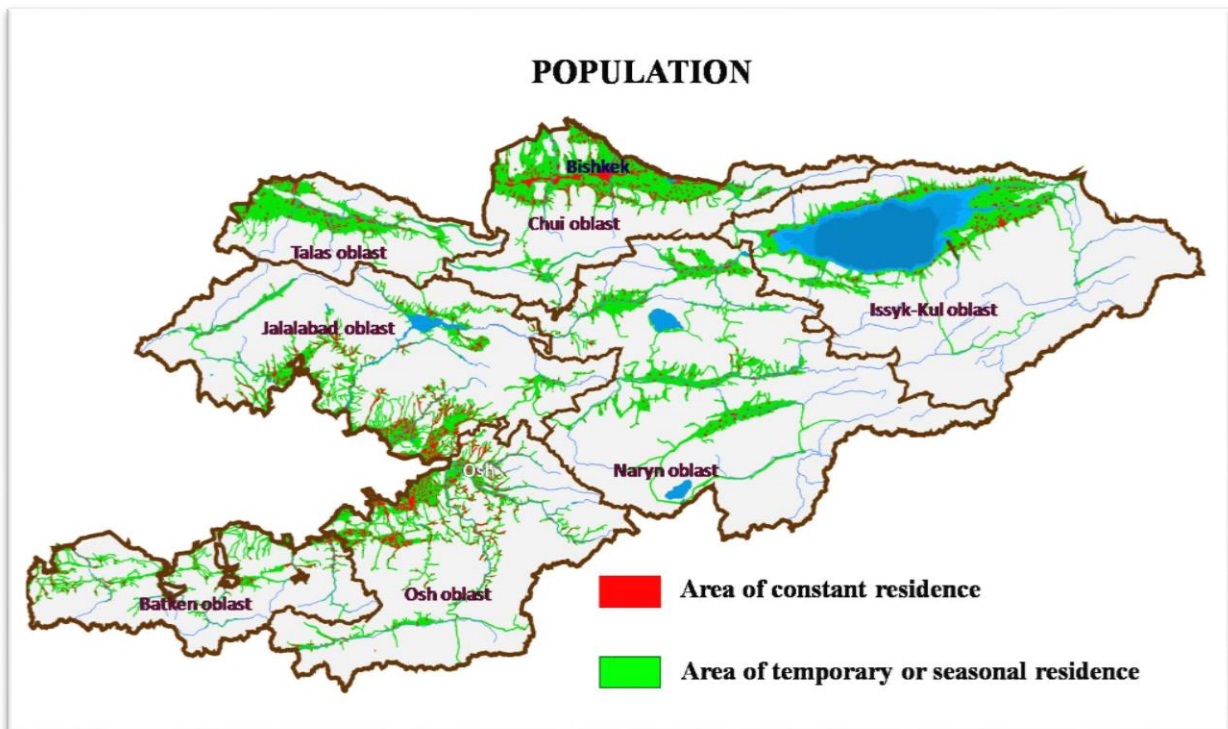 POPULATION
Bishkek
Chui oblast
Talas oblast
Issyk-Kul oblast
Jalalabad oblast
Osh
Naryn oblast
Batken oblast
Osh oblast
Area of constant residence
Area of temporary or seasonal residence